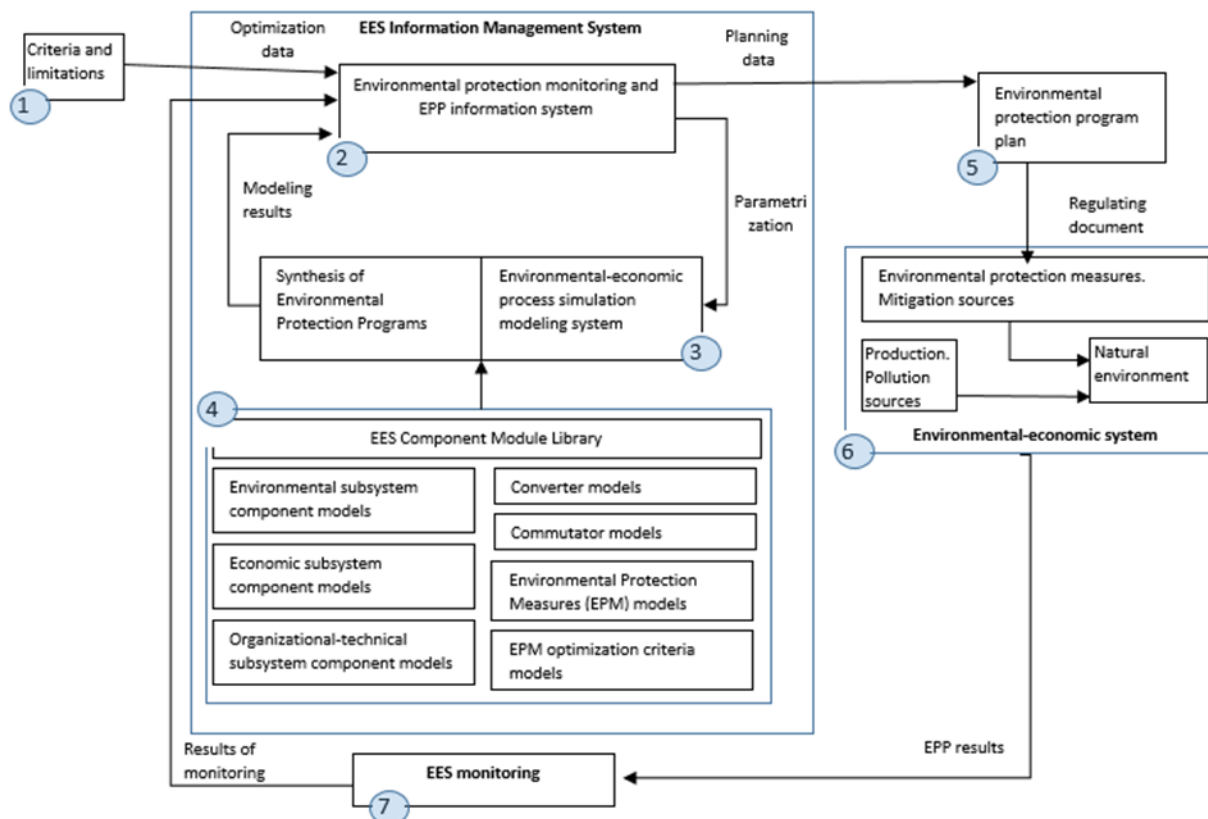 Criteria and
limitations
1
Optimization
data
EES Information Management System
Planning
data
Environmental protection monitoring and
EPP information system
2
Environmental
protection program
plan
5
Modeling
results
Parametri
zation
Regulating
document
Synthesis of
Environmental
Protection Programs
Environmental-economic
process simulation
modeling system
3
Environmental protection measures.
Mitigation sources
Production.
Pollution
sources
Natural
environment
Environmental-economic system
6
4
EES Component Module Library
Environmental subsystem
component models
Economic subsystem
component models
Organizational-technical
subsystem component models
Converter models
Commutator models
Environmental Protection
Measures (EPM) models
EPM optimization criteria
models
Results of
monitoring
EES monitoring
7
EPP results